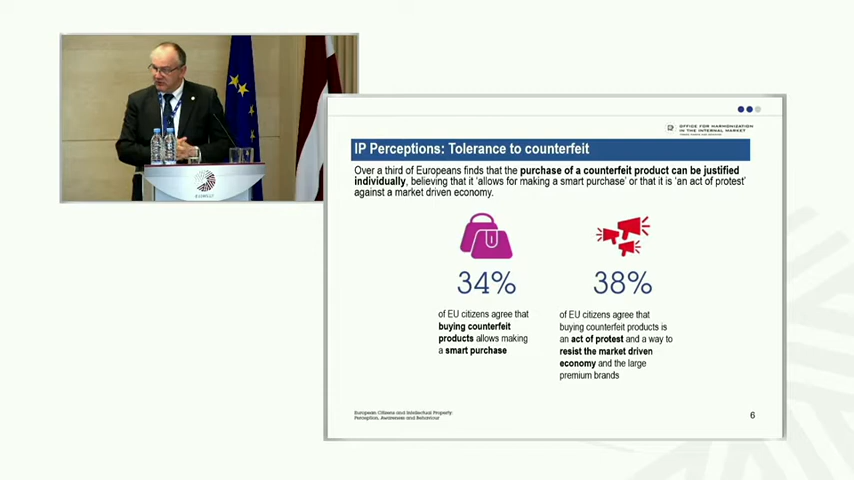 OFFICE FOR HARMONIZATION
IN THE INTERNAL MARKET
IP Perceptions: Tolerance to counterfeit
Over a third of Europeans finds that the purchase of a counterfeit product can be justified
individually, believing that it 'allows for making a smart purchase' or that it is 'an act of protest'
against a market driven economy.
34%
of EU citizens agree that
buying counterfeit
products allows making
a smart purchase
38%
of EU citizens agree that
buying counterfeit products is
an act of protest and a way to
resist the market driven
economy and the large
premium brands
European Citizens and Intellectual Property:
Perception, Awareness and Behaviour
6